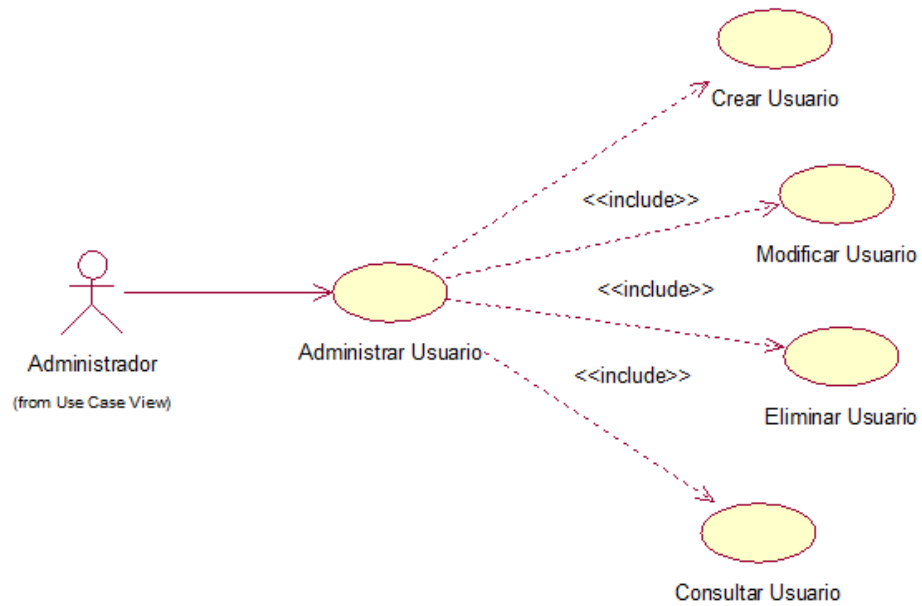 Crear Usuario
<<include>>
Modificar Usuario
<<include>>
Administrador
(from Use Case View)
Administrar Usuario
<<include>>
Eliminar Usuario
Consultar Usuario